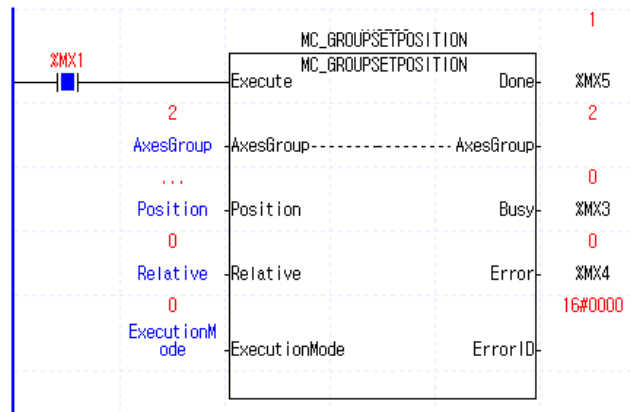 1
MC_GROUPSETPOSITION
%MX1
MC_GROUPSETPOSITION
Execute Done %MX5
2 2
AxesGroup AxesGroup AxesGroup
... 0
Position Position Busy %MX3
0 0
Relative Relative Error %MX4
0 16#0000
ExecutionM
ode ExecutionMode ErrorID